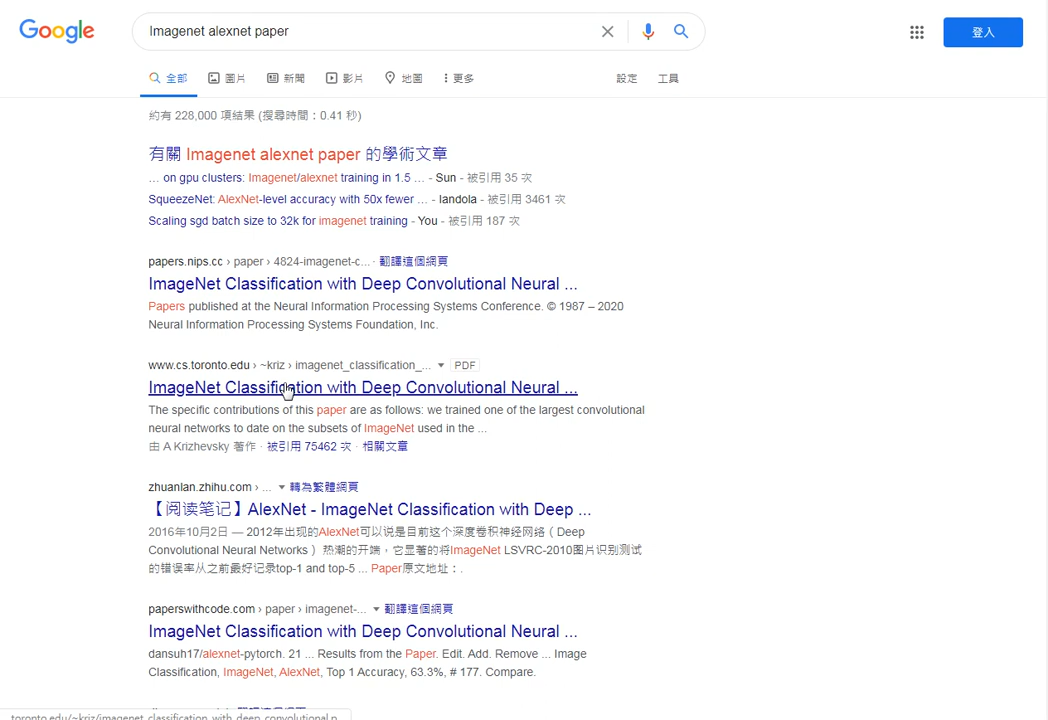 Google
Imagenet alexnet paper
登入
全部 圖片 新聞 影片 地圖 更多 設定 工具
約有 228,000 項結果 (搜尋時間：0.41 秒)
有關 Imagenet alexnet paper 的學術文章
... on gpu clusters: Imagenet/alexnet training in 1.5 ... - Sun - 被引用 35 次
SqueezeNet: AlexNet-level accuracy with 50x fewer ... - Iandola - 被引用 3461 次
Scaling sgd batch size to 32k for imagenet training - You - 被引用 187 次
papers.nips.cc › paper › 4824-imagenet-c... · 翻譯這個網頁
ImageNet Classification with Deep Convolutional Neural ...
Papers published at the Neural Information Processing Systems Conference. © 1987 – 2020
Neural Information Processing Systems Foundation, Inc.
www.cs.toronto.edu › ~kriz › imagenet_classification_... PDF
ImageNet Classification with Deep Convolutional Neural ...
The specific contributions of this paper are as follows: we trained one of the largest convolutional
neural networks to date on the subsets of ImageNet used in the ...
由 A Krizhevsky 著作 · 被引用 75462 次 · 相關文章
zhuanlan.zhihu.com › ... 轉為繁體網頁
【阅读笔记】AlexNet - ImageNet Classification with Deep ...
2016年10月2日 — 2012年出现的AlexNet可以说是目前这个深度卷积神经网络（Deep
Convolutional Neural Networks ） 热潮的开端，它显著的将ImageNet LSVRC-2010图片识别测试
的错误率从之前最好记录top-1 and top-5 ... Paper原文地址：.
paperswithcode.com › paper › imagenet-... 翻譯這個網頁
ImageNet Classification with Deep Convolutional Neural ...
dansuh17/alexnet-pytorch. 21 ... Results from the Paper. Edit. Add. Remove ... Image
Classification, ImageNet, AlexNet, Top 1 Accuracy, 63.3%, # 177. Compare.